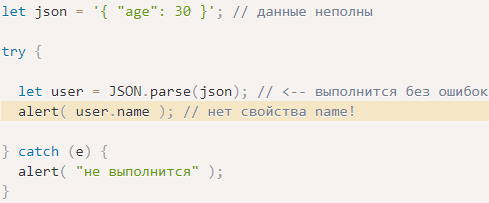 let json = '{ "age": 30 }'; // данные неполны
try {
let user = JSON.parse(json); // <-- выполнится без ошибок
alert( user.name ); // нет свойства name!
} catch (e) {
alert( "не выполнится" );
}